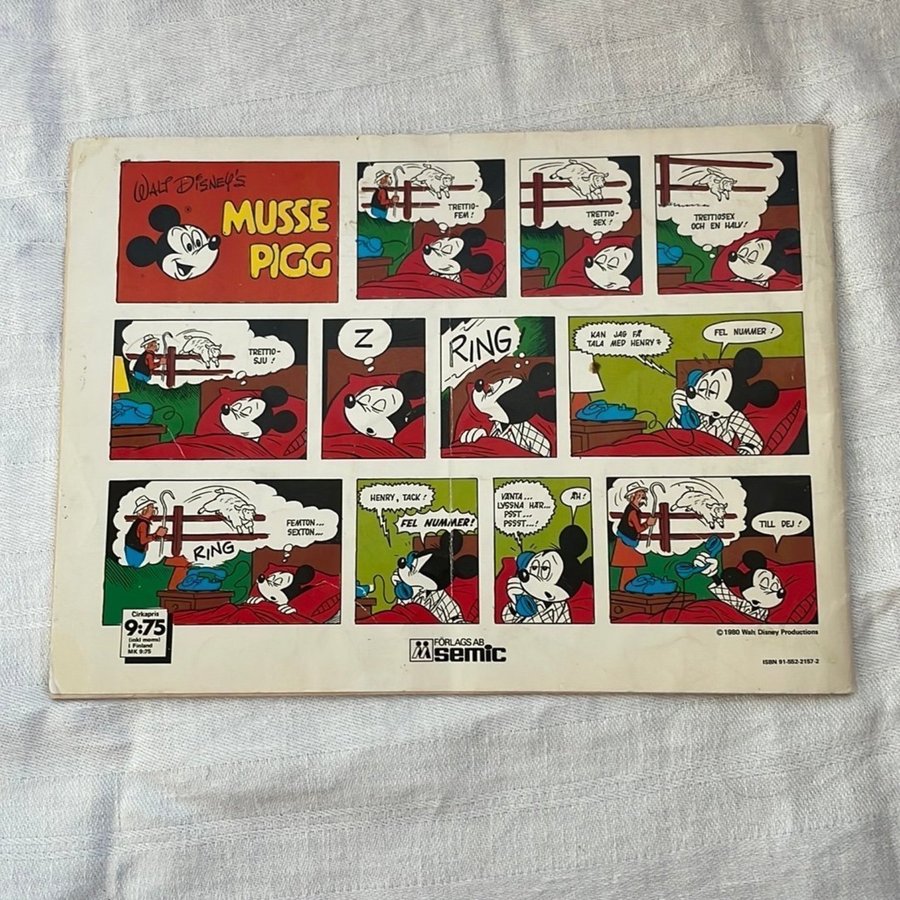 WALT DISNEY'S
MUSSE
PIGG
TRETTIO-
FEM!
TRETTIO-
SEX!
TRETTIOSEX
OCH EN HALV!
TRETTIO-
SJU!
Z
RING
KAN JAG FÅ
TALA MED HENRY?
FEL NUMMER!
FEMTON...
SEXTON...
RING
HENRY, TACK!
FEL NUMMER!
VÄNTA...
LYSSNA HÄR...
PSST...
PSSST...!
ÅH!
TILL DEJ!
Cirkapris
9:75
(inkl moms)
I Finland
MK 9:75
FÖRLAGS AB
semic
© 1980 Walt Disney Productions
ISBN 91-552-2157-2